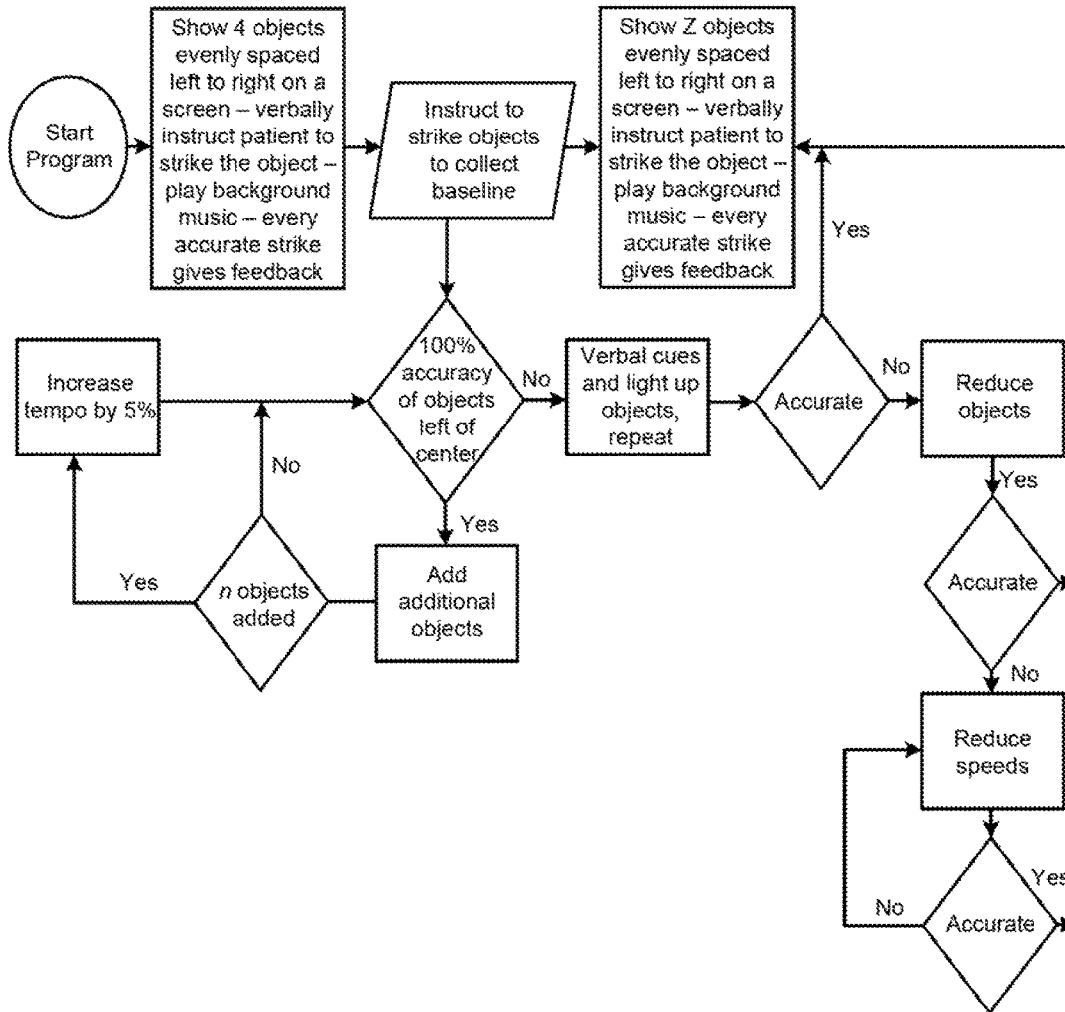 Start
Program
Show 4 objects
evenly spaced
left to right on a
screen – verbally
instruct patient to
strike the object –
play background
music – every
accurate strike
gives feedback
Instruct to
strike objects
to collect
baseline
Show Z objects
evenly spaced
left to right on a
screen – verbally
instruct patient to
strike the object –
play background
music – every
accurate strike
gives feedback
Yes
Increase
tempo by 5%
No
100%
accuracy
of objects
left of
center
No
Verbal cues
and light up
objects,
repeat
Accurate
No
Reduce
objects
Yes
Yes
n objects
added
Yes
Add
additional
objects
Accurate
No
Reduce
speeds
No
Accurate
Yes